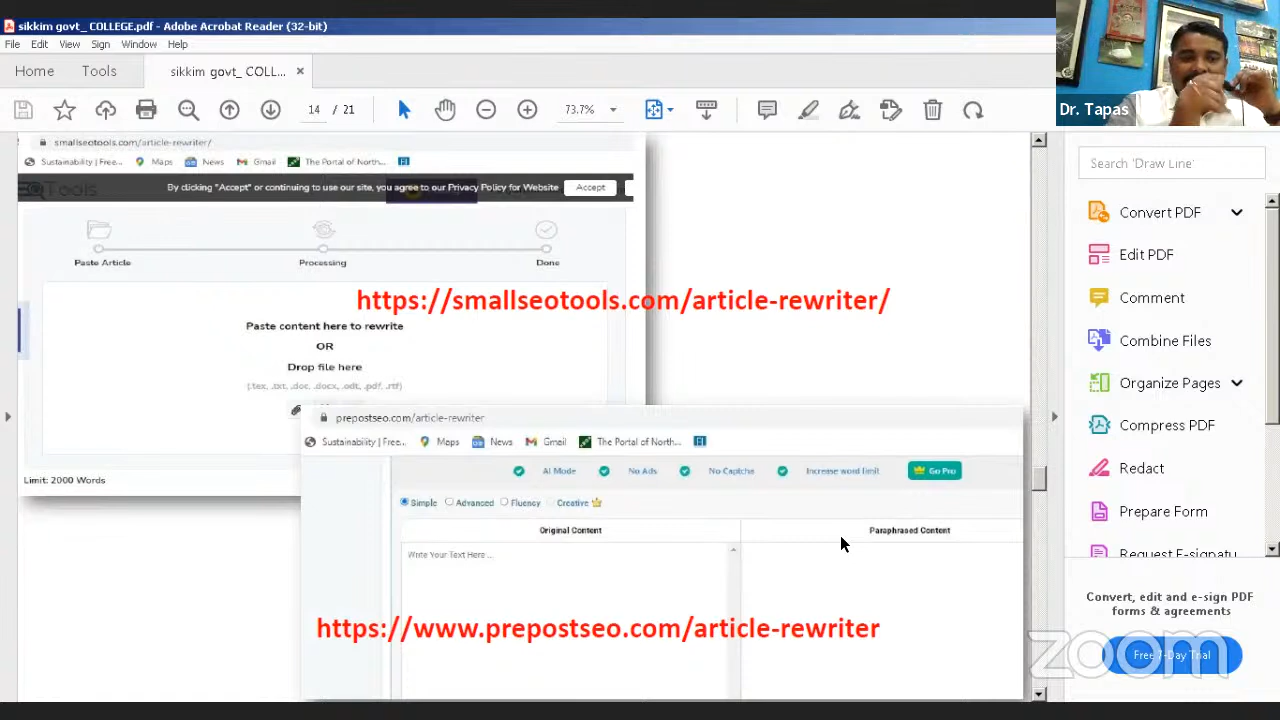 sikkim govt_ COLLEGE.pdf - Adobe Acrobat Reader (32-bit)
File Edit View Sign Window Help
Home Tools sikkim govt_ COLL... ×
14 / 21 73.7%
Dr. Tapas
smallseotools.com/article-rewriter/
Sustainability | Free... Maps News Gmail The Portal of North...
Tools
By clicking "Accept" or continuing to use our site, you agree to our Privacy Policy for Website Accept
Paste Article Processing Done
https://smallseotools.com/article-rewriter/
Paste content here to rewrite
OR
Drop file here
(.tex, .txt, .doc, .docx, .odt, .pdf, .rtf)
Limit: 2000 Words
prepostseo.com/article-rewriter
Sustainability | Free... Maps News Gmail The Portal of North...
AI Mode No Ads No Captcha Increase word limit Go Pro
Simple Advanced Fluency Creative
Original Content Paraphrased Content
Write Your Text Here ...
https://www.prepostseo.com/article-rewriter
Search 'Draw Line'
Convert PDF
Edit PDF
Comment
Combine Files
Organize Pages
Compress PDF
Redact
Prepare Form
Request E-signatu
Convert, edit and e-sign PDF
forms & agreements
Free 7-Day Trial
zoom